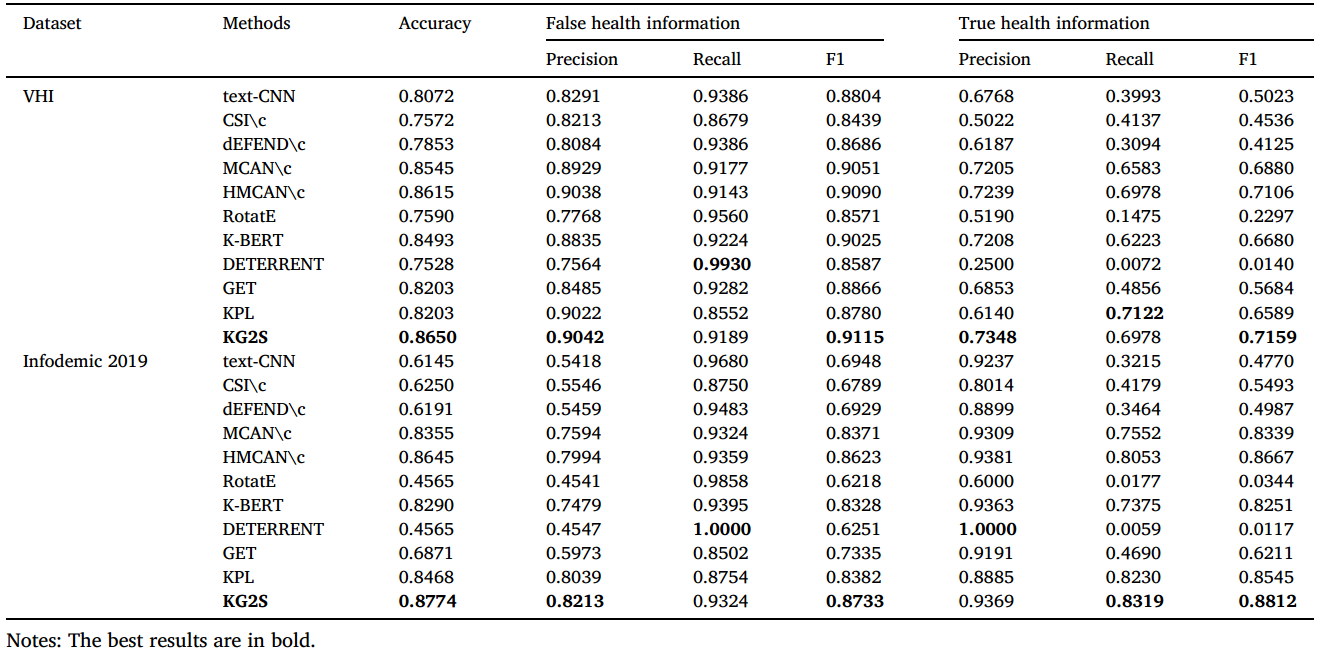 Dataset Methods Accuracy False health information True health information
Precision Recall F1 Precision Recall F1
VHI text-CNN 0.8072 0.8291 0.9386 0.8804 0.6768 0.3993 0.5023
CSI\c 0.7572 0.8213 0.8679 0.8439 0.5022 0.4137 0.4536
dEFEND\c 0.7853 0.8084 0.9386 0.8686 0.6187 0.3094 0.4125
MCAN\c 0.8545 0.8929 0.9177 0.9051 0.7205 0.6583 0.6880
HMCAN\c 0.8615 0.9038 0.9143 0.9090 0.7239 0.6978 0.7106
RotatE 0.7590 0.7768 0.9560 0.8571 0.5190 0.1475 0.2297
K-BERT 0.8493 0.8835 0.9224 0.9025 0.7208 0.6223 0.6680
DETERRENT 0.7528 0.7564 0.9930 0.8587 0.2500 0.0072 0.0140
GET 0.8203 0.8485 0.9282 0.8866 0.6853 0.4856 0.5684
KPL 0.8203 0.9022 0.8552 0.8780 0.6140 0.7122 0.6589
KG2S 0.8650 0.9042 0.9189 0.9115 0.7348 0.6978 0.7159
Infodemic 2019 text-CNN 0.6145 0.5418 0.9680 0.6948 0.9237 0.3215 0.4770
CSI\c 0.6250 0.5546 0.8750 0.6789 0.8014 0.4179 0.5493
dEFEND\c 0.6191 0.5459 0.9483 0.6929 0.8899 0.3464 0.4987
MCAN\c 0.8355 0.7594 0.9324 0.8371 0.9309 0.7552 0.8339
HMCAN\c 0.8645 0.7994 0.9359 0.8623 0.9381 0.8053 0.8667
RotatE 0.4565 0.4541 0.9858 0.6218 0.6000 0.0177 0.0344
K-BERT 0.8290 0.7479 0.9395 0.8328 0.9363 0.7375 0.8251
DETERRENT 0.4565 0.4547 1.0000 0.6251 1.0000 0.0059 0.0117
GET 0.6871 0.5973 0.8502 0.7335 0.9191 0.4690 0.6211
KPL 0.8468 0.8039 0.8754 0.8382 0.8885 0.8230 0.8545
KG2S 0.8774 0.8213 0.9324 0.8733 0.9369 0.8319 0.8812
Notes: The best results are in bold.